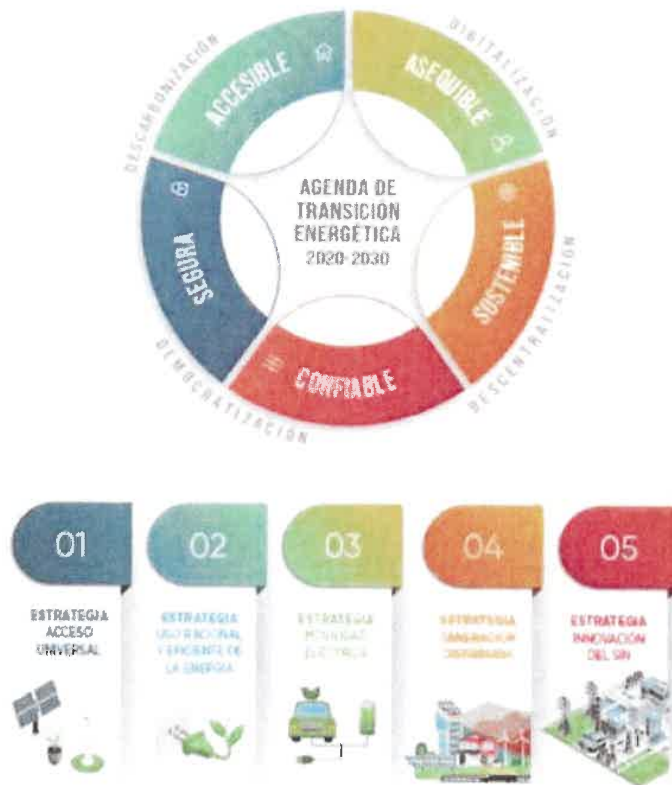 DESCARBONIZACIÓN
DIGITALIZACIÓN
ACCESIBLE
ASEQUIBLE
AGENDA DE
TRANSICIÓN
ENERGÉTICA
2020-2030
SEGURA
SOSTENIBLE
CONFIABLE
DEMOCRATIZACIÓN
DESCENTRALIZACIÓN
01
02
03
04
05
ESTRATEGIA
ACCESO
UNIVERSAL
ESTRATEGIA
USO RACIONAL
Y EFICIENTE DE
LA ENERGÍA
ESTRATEGIA
MOVILIDAD
ELÉCTRICA
ESTRATEGIA
GENERACIÓN
DISTRIBUIDA
ESTRATEGIA
INNOVACIÓN
DEL SIN